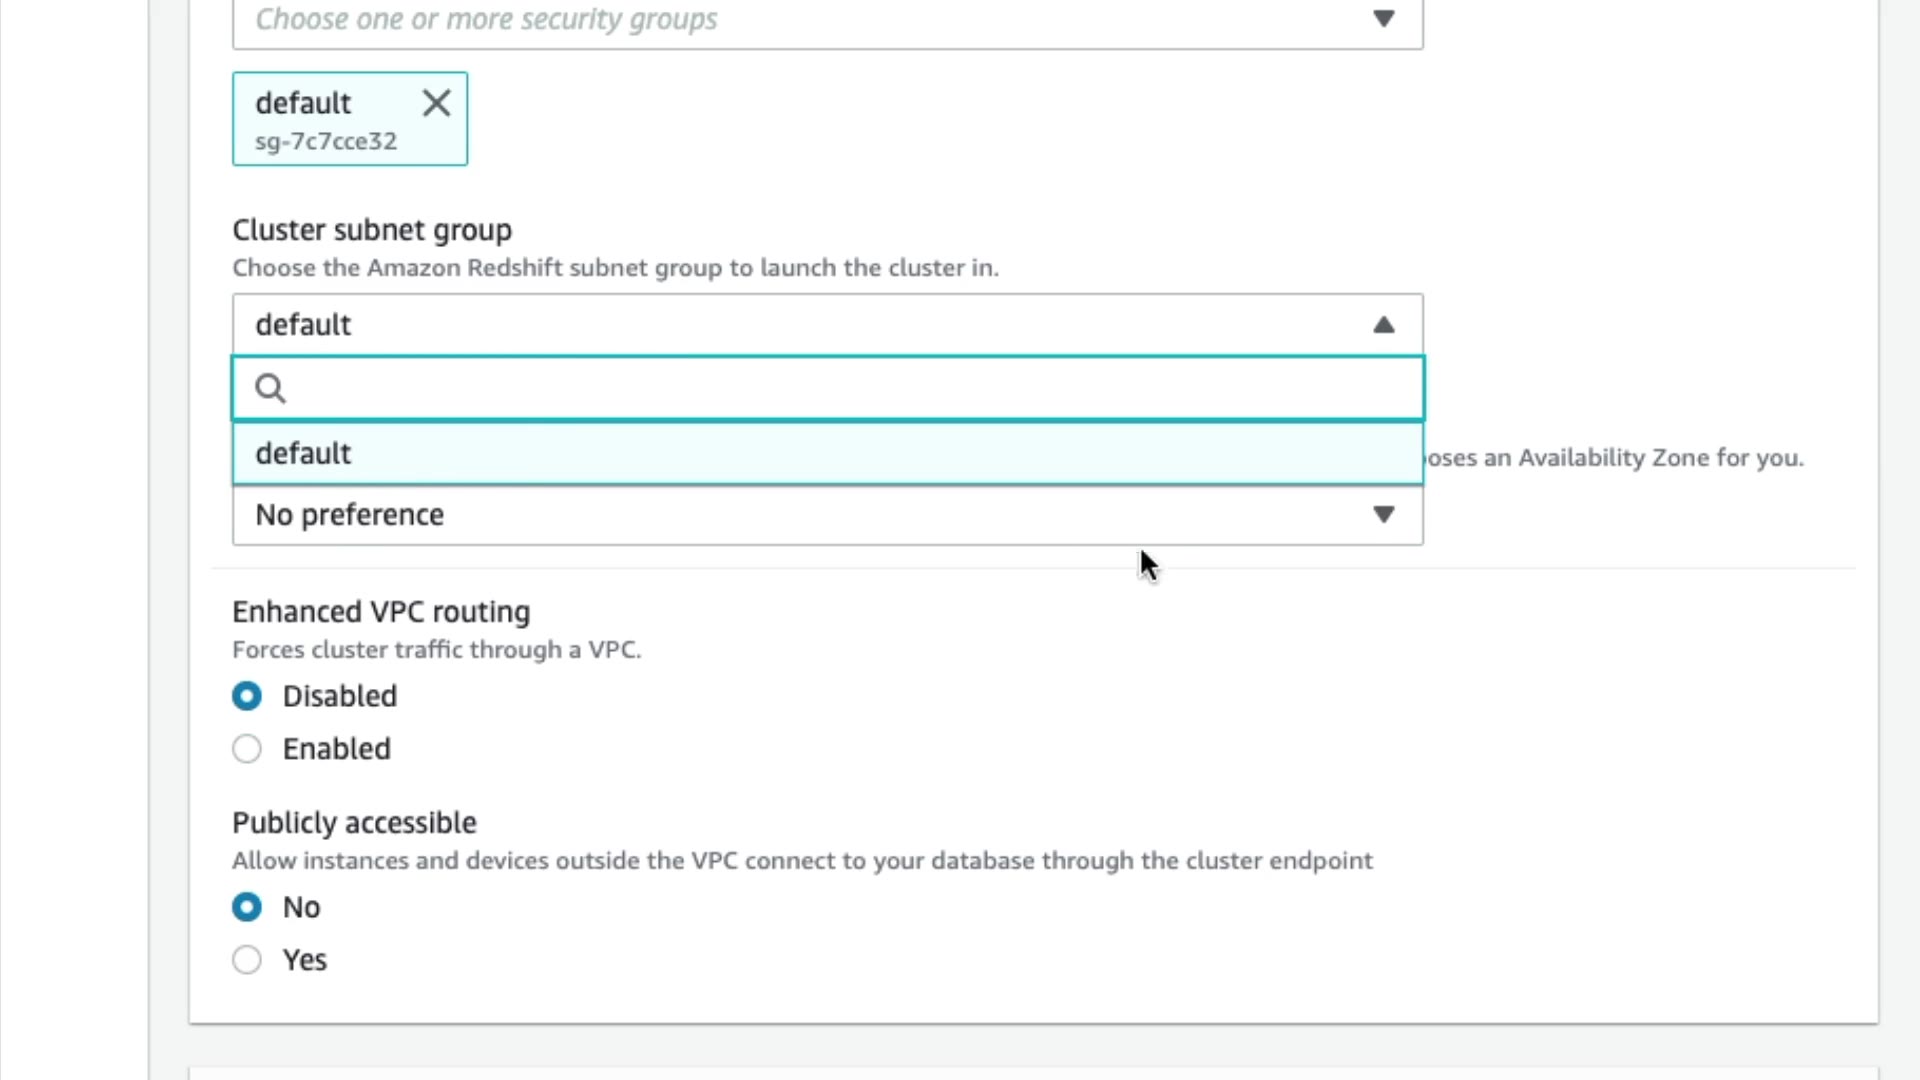 Choose one or more security groups
default
sg-7c7cce32
Cluster subnet group
Choose the Amazon Redshift subnet group to launch the cluster in.
default
default
an Availability Zone for you.
No preference
Enhanced VPC routing
Forces cluster traffic through a VPC.
Disabled
Enabled
Publicly accessible
Allow instances and devices outside the VPC connect to your database through the cluster endpoint
No
Yes